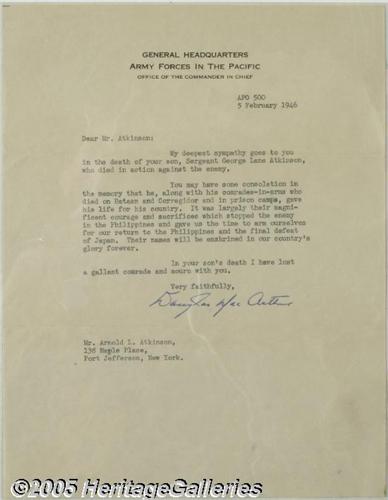 GENERAL HEADQUARTERS
ARMY FORCES IN THE PACIFIC
OFFICE OF THE COMMANDER IN CHIEF
APO 500
5 February 1946
Dear Mr. Atkinson:
My deepest sympathy goes to you
in the death of your son, Sergeant George Lane Atkinson,
who died in action against the enemy.
You may have some consolation in
the memory that he, along with his comrades-in-arms who
died on Bataan and Corregidor and in prison camps, gave
his life for his country. It was largely their magni-
ficent courage and sacrifices which stopped the enemy
in the Philippines and gave us the time to arm ourselves
for our return to the Philippines and the final defeat
of Japan. Their names will be enshrined in our country's
glory forever.
In your son's death I have lost
a gallant comrade and mourn with you.
Very faithfully,
Douglas MacArthur
Mr. Arnold L. Atkinson,
138 Maple Place,
Port Jefferson, New York.
©2005 HeritageGalleries